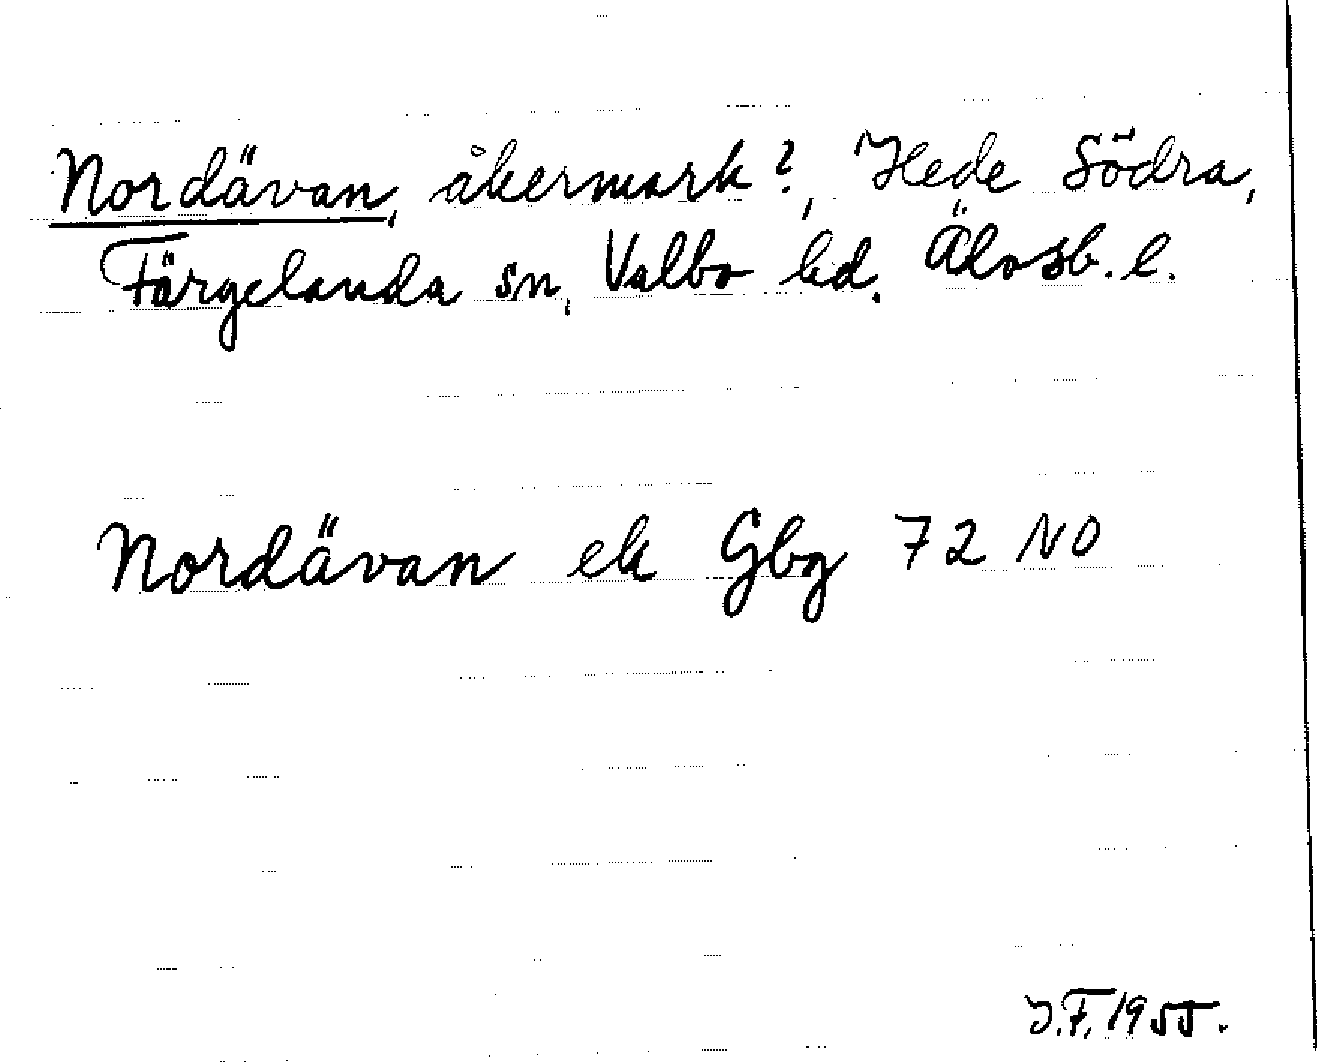 Nordävan, åkermark?, Hede Södra,
Färgelanda sn, Valbo hd. Älvsb. l.
Nordävan ek Gbg 72 NO
J.F. 1955.